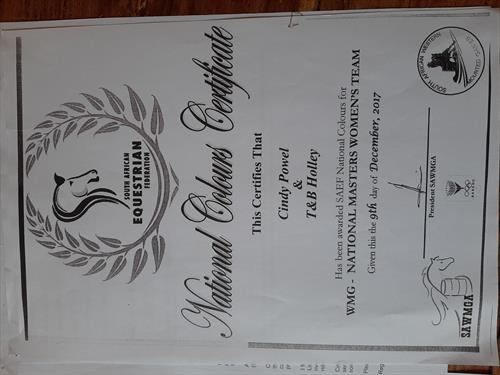 SOUTH AFRICAN
EQUESTRIAN
FEDERATION
National Colours Certificate
This Certifies That
Cindy Powel
&
T&B Holley
Has been awarded SAEF National Colours for
WMG - NATIONAL MASTERS WOMEN'S TEAM
Given this the 9th day of December, 2017
President SAWMGA
SAWMGA
SOUTH AFRICAN WESTERN
MOUNTED GAMES